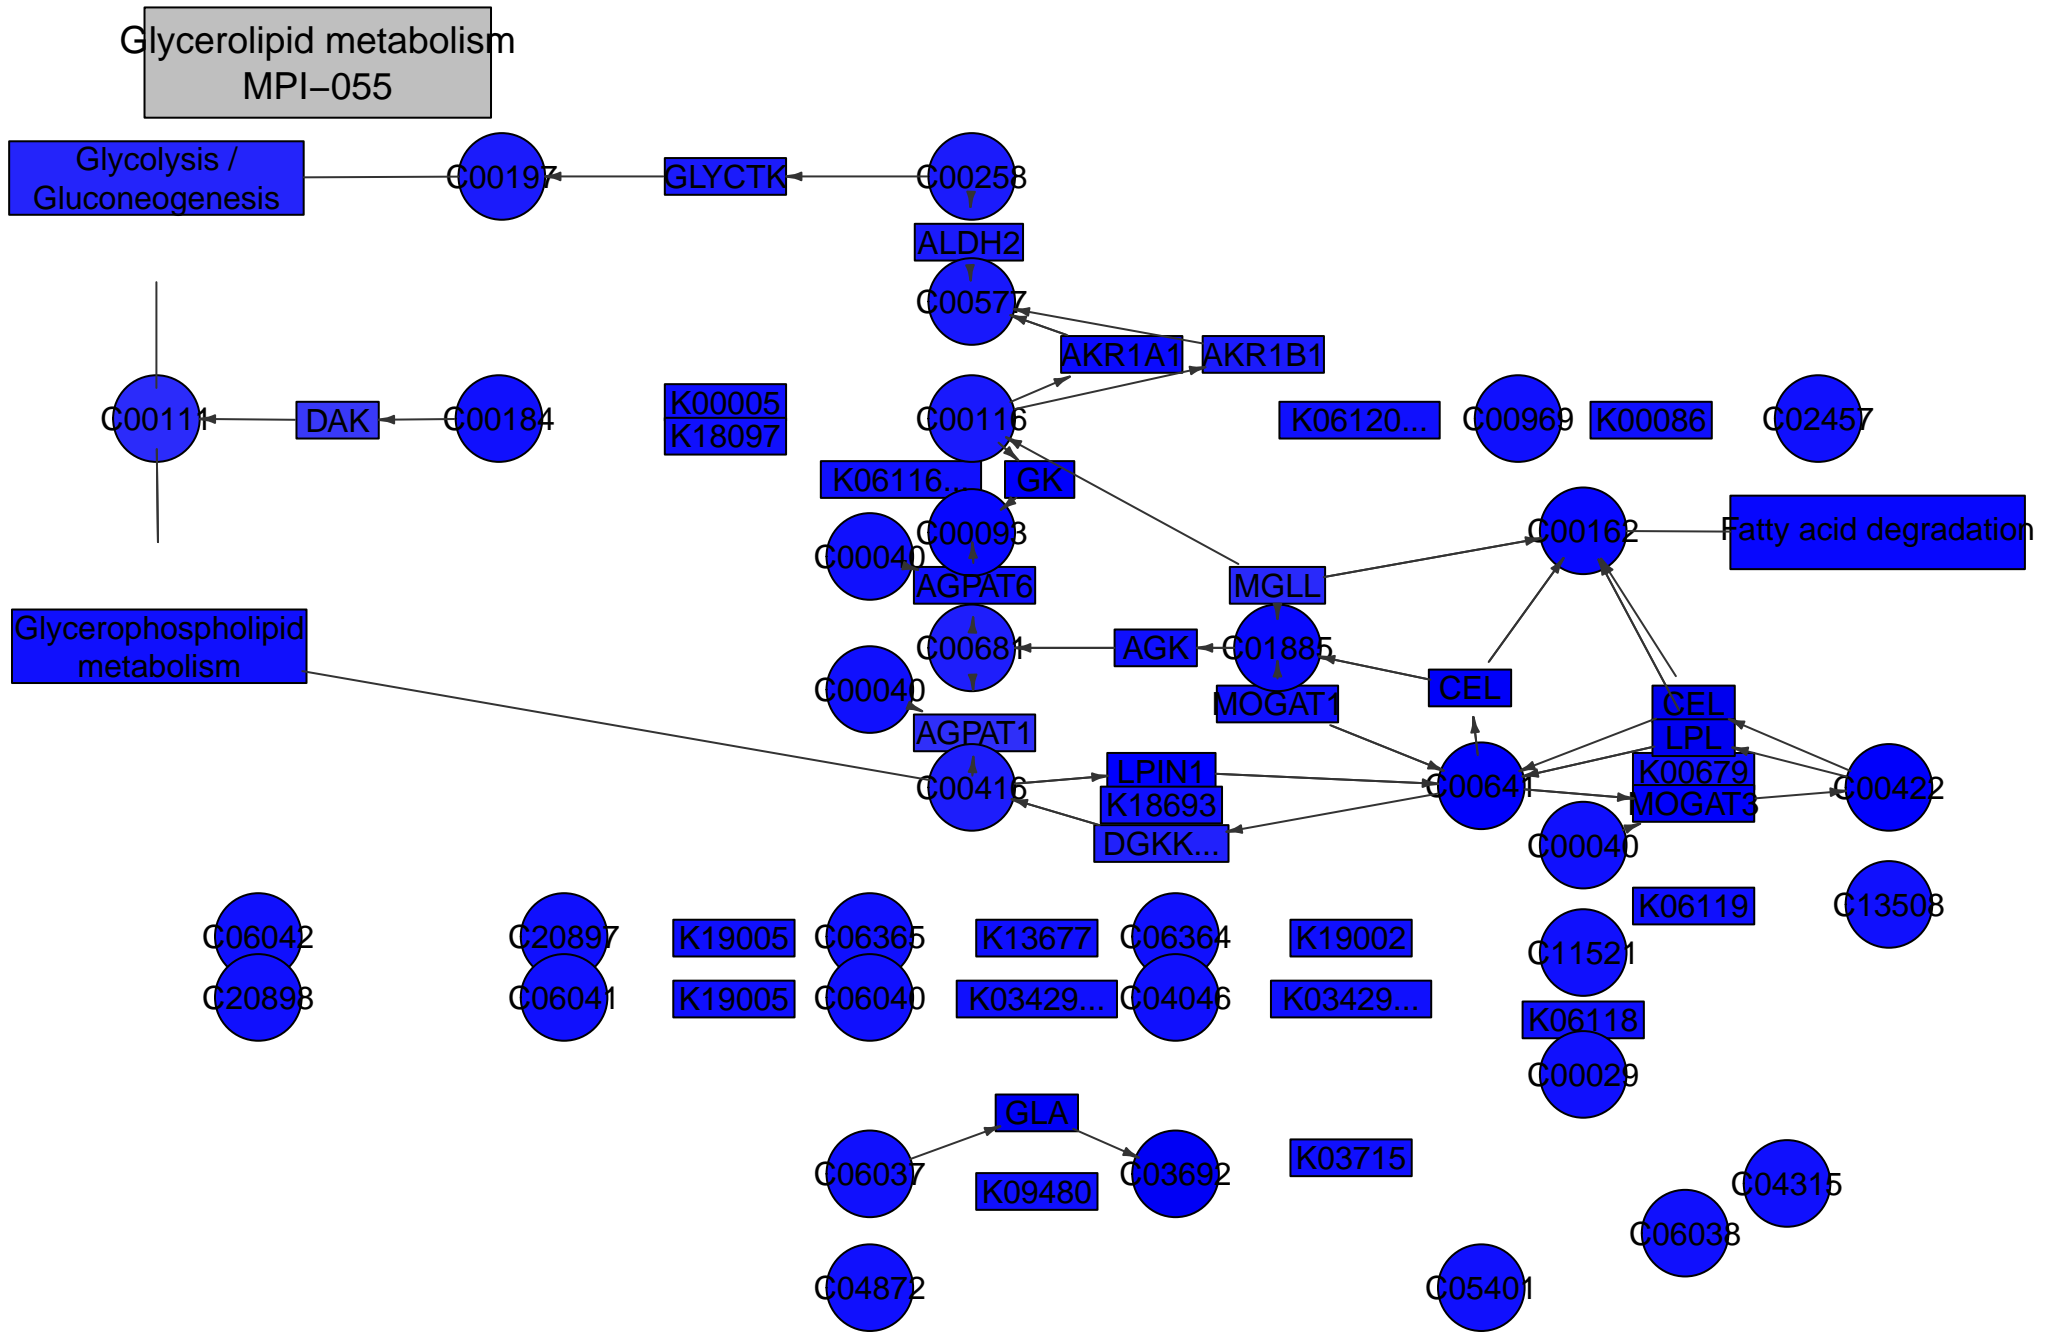 Glycerolipid metabolism
MPI−055
Glycolysis /
Gluconeogenesis
C00197
GLYCTK
C00258
ALDH2
C00577
AKR1A1
AKR1B1
C00111
DAK
C00184
K00005
K18097
C00116
K06120...
C00969
K00086
C02457
K06116...
GK
C00093
C00040
AGPAT6
MGLL
C00162
Fatty acid degradation
Glycerophospholipid
metabolism
C00681
AGK
C01885
C00040
MOGAT1
CEL
CEL
LPL
AGPAT1
C00416
LPIN1
K18693
DGKK...
C00641
K00679
MOGAT3
C00422
C00040
K06119
C13508
C06042
C20897
K19005
C06365
K13677
C06364
K19002
C11521
C20898
C06041
K19005
C06040
K03429...
C04046
K03429...
K06118
C00029
GLA
C06037
K09480
C03692
K03715
C04315
C06038
C04872
C05401